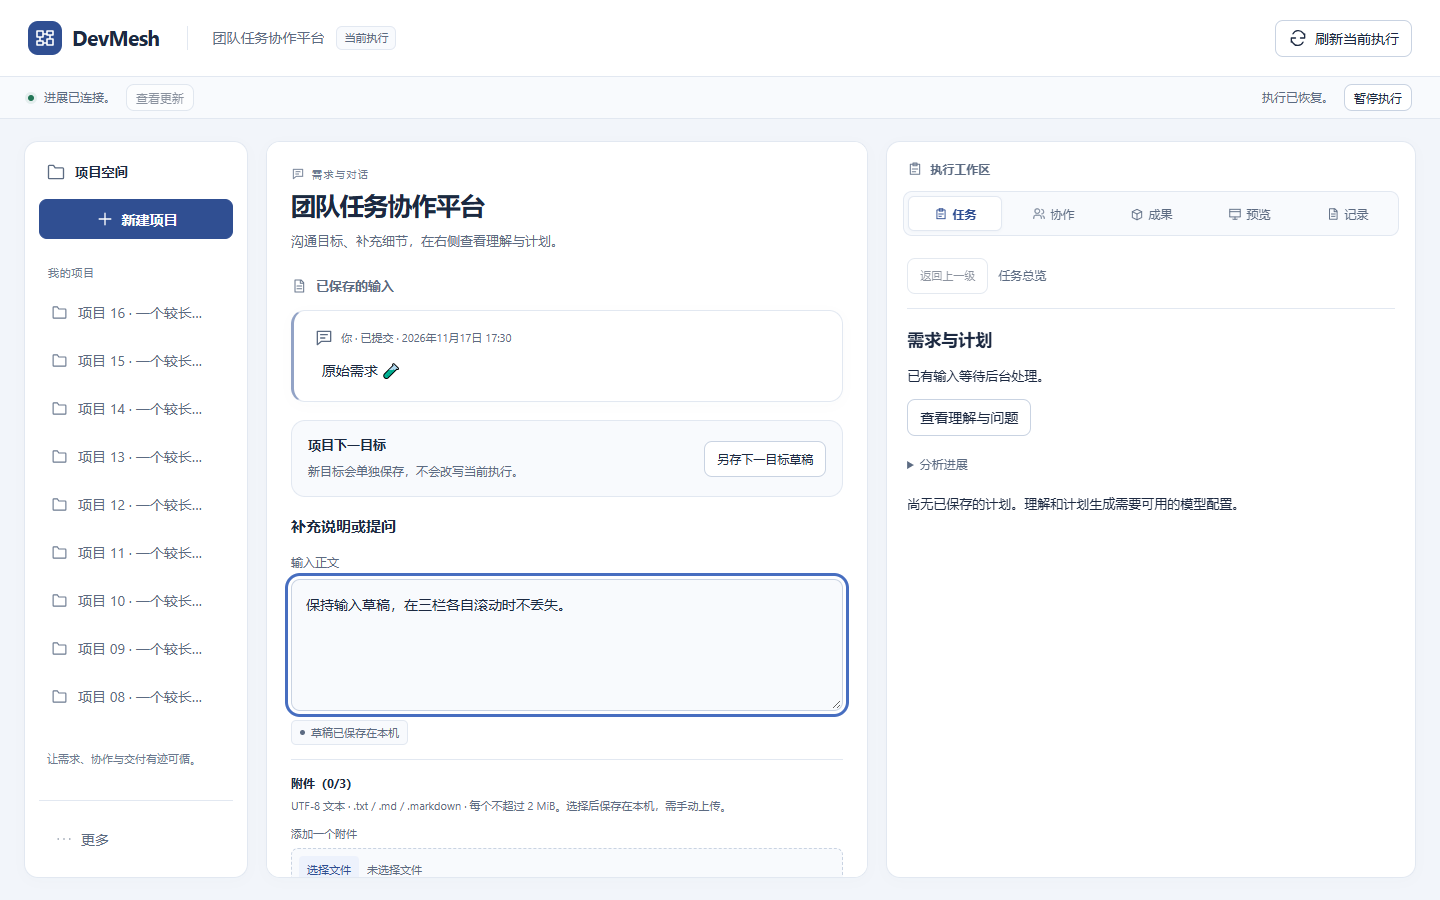 DevMesh
团队任务协作平台
当前执行
刷新当前执行
进展已连接。
查看更新
执行已恢复。
暂停执行
项目空间
新建项目
我的项目
项目 16 · 一个较长...
项目 15 · 一个较长...
项目 14 · 一个较长...
项目 13 · 一个较长...
项目 12 · 一个较长...
项目 11 · 一个较长...
项目 10 · 一个较长...
项目 09 · 一个较长...
项目 08 · 一个较长...
让需求、协作与交付有迹可循。
更多
需求与对话
团队任务协作平台
沟通目标、补充细节，在右侧查看理解与计划。
已保存的输入
你 · 已提交 · 2026年11月17日 17:30
原始需求 🧪
项目下一目标
新目标会单独保存，不会改写当前执行。
另存下一目标草稿
补充说明或提问
输入正文
保持输入草稿，在三栏各自滚动时不丢失。
草稿已保存在本机
附件（0/3）
UTF-8 文本 · .txt / .md / .markdown · 每个不超过 2 MiB。选择后保存在本机，需手动上传。
添加一个附件
选择文件 未选择文件
执行工作区
任务
协作
成果
预览
记录
返回上一级
任务总览
需求与计划
已有输入等待后台处理。
查看理解与问题
分析进展
尚无已保存的计划。理解和计划生成需要可用的模型配置。